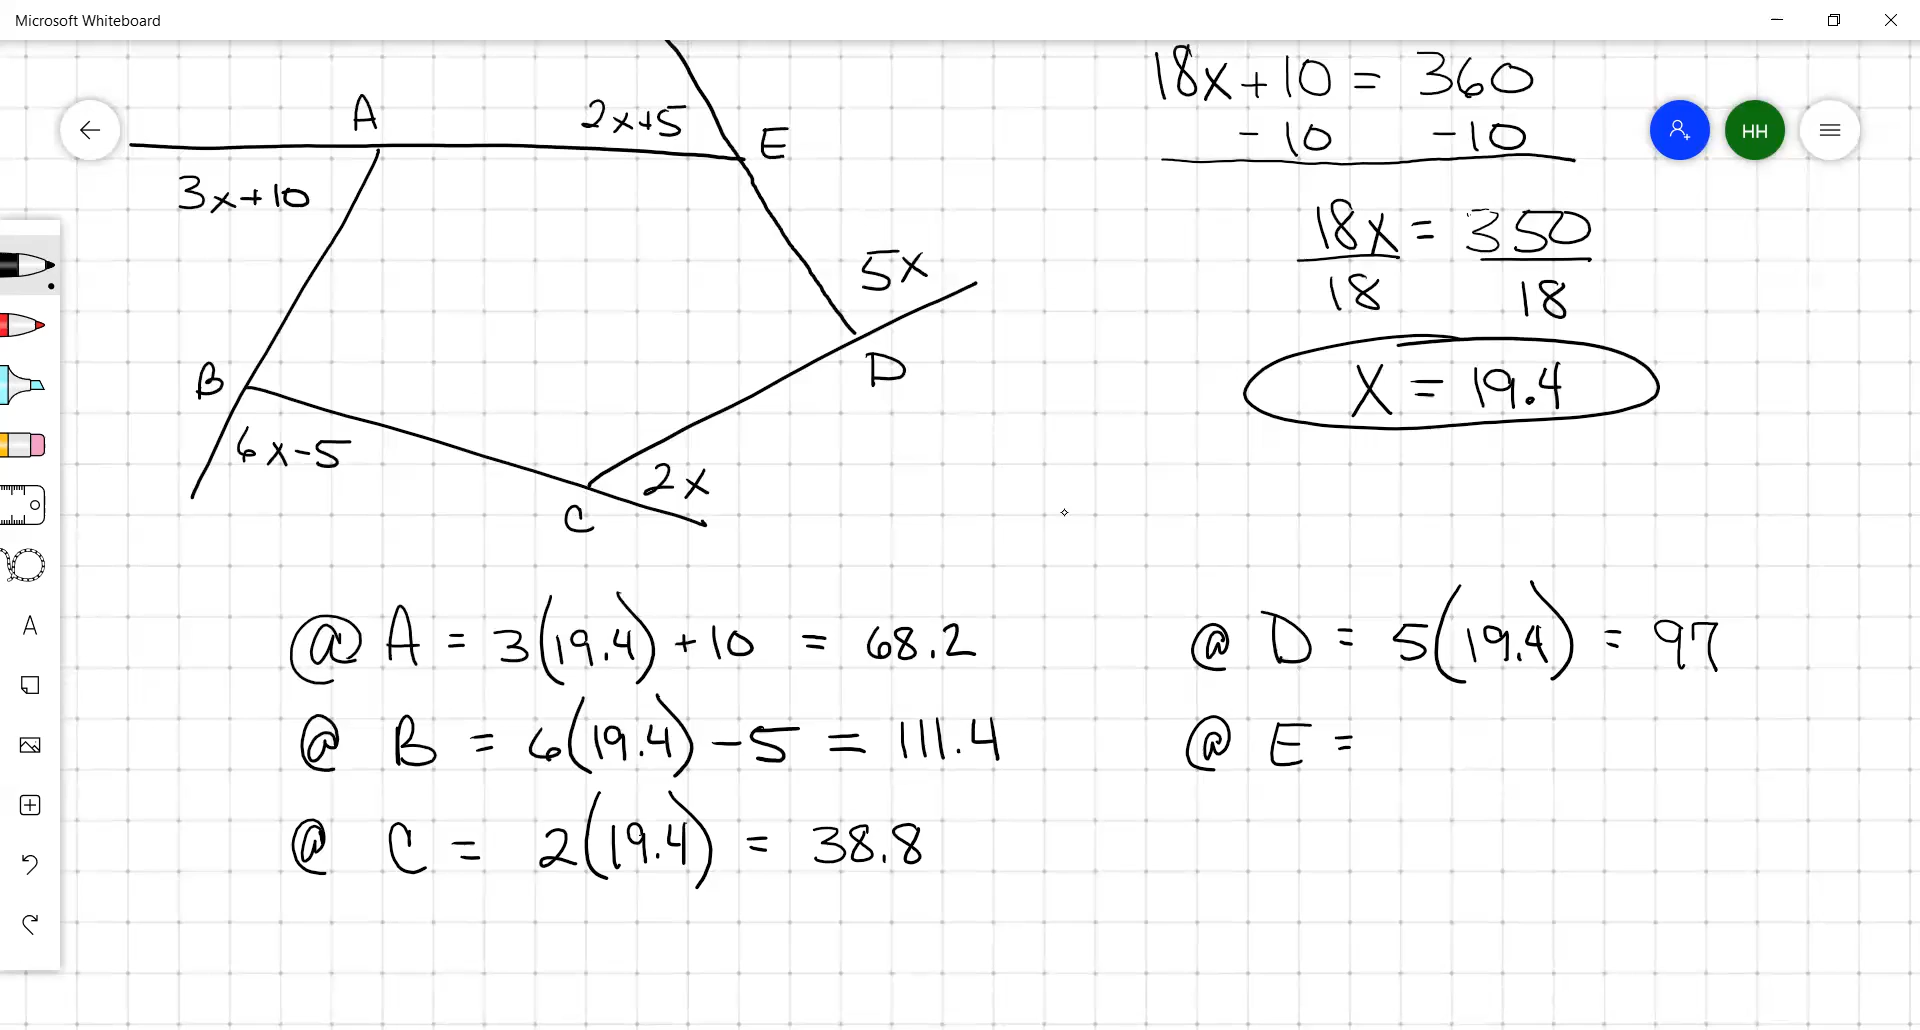 Microsoft Whiteboard
18x + 10 = 360
- 10 - 10
18x = 350
18 18
x = 19.4
HH
A
2x+5
E
3x+10
5x
D
B
6x-5
2x
C
A
@ A = 3(19.4) + 10 = 68.2
@ B = 6(19.4) - 5 = 111.4
@ C = 2(19.4) = 38.8
@ D = 5(19.4) = 97
@ E =